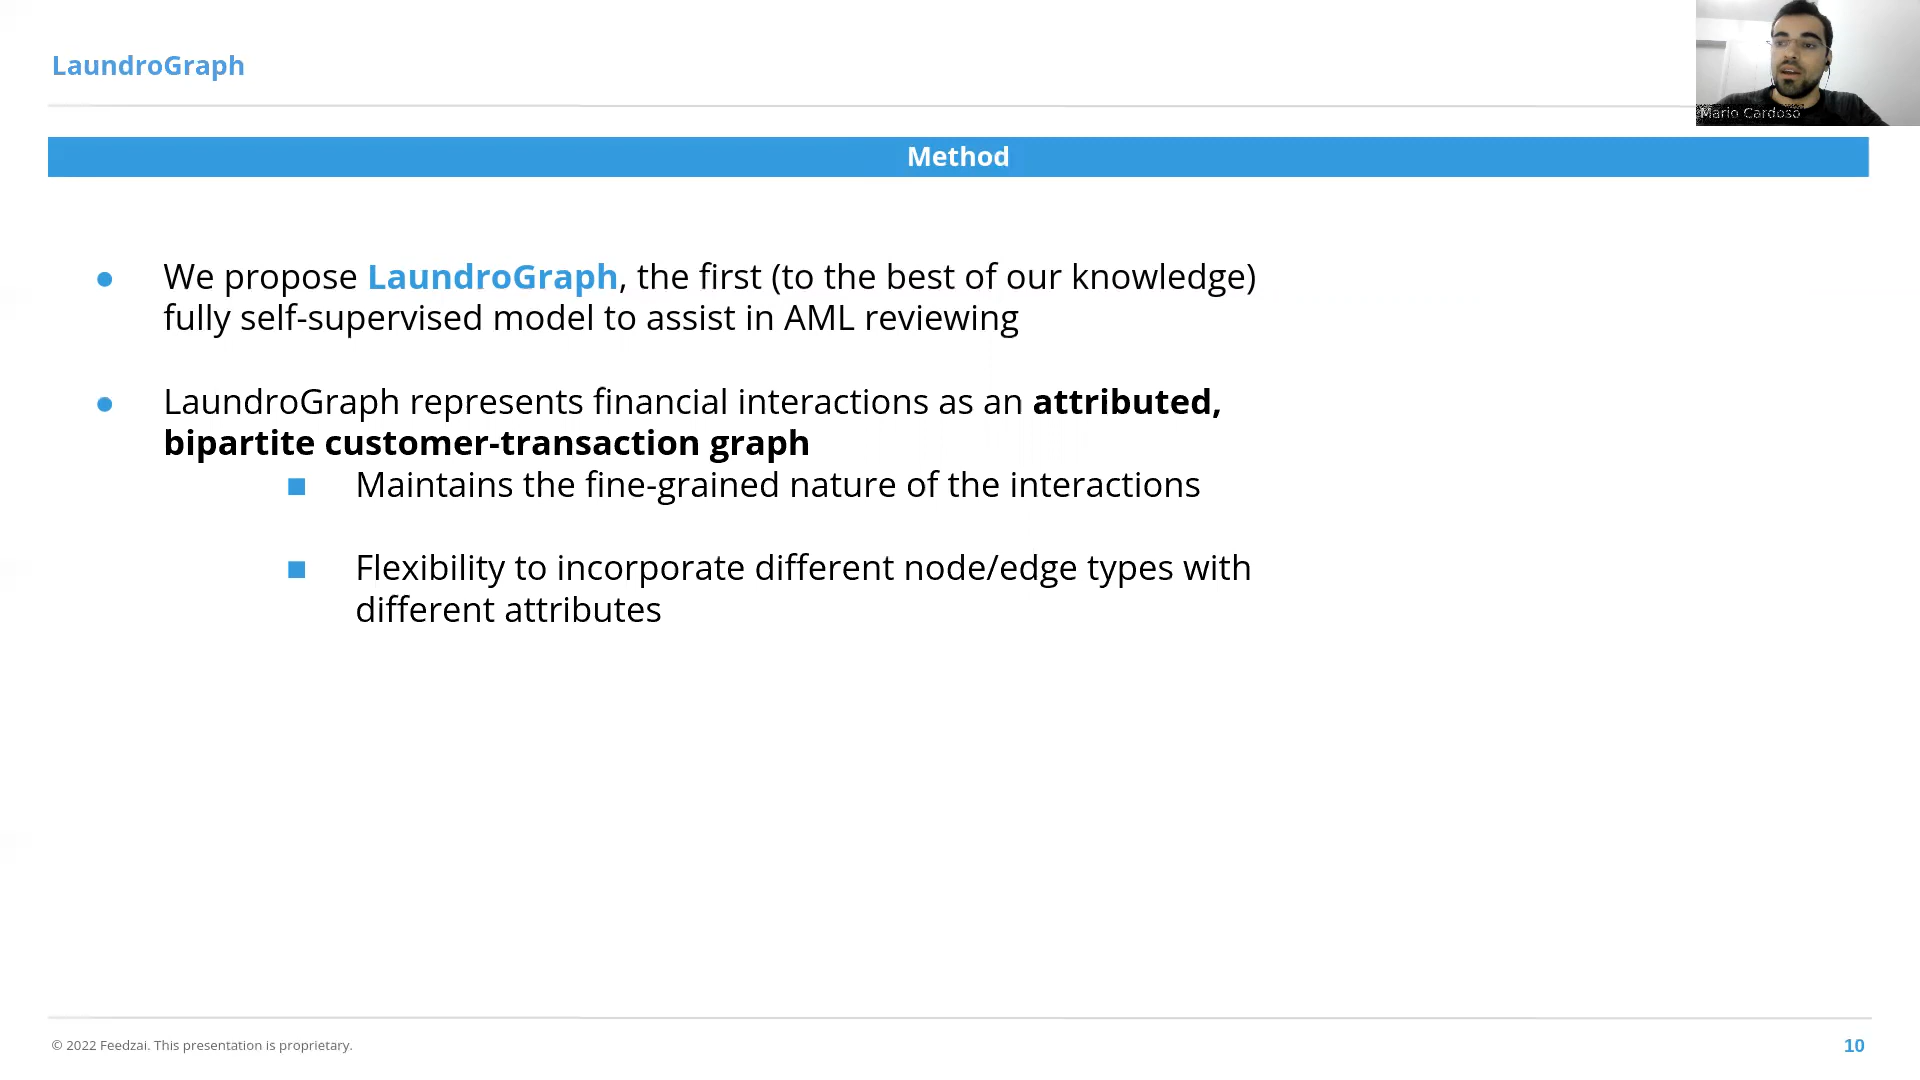 LaundroGraph
Mario Cardoso
Method
We propose LaundroGraph, the first (to the best of our knowledge)
fully self-supervised model to assist in AML reviewing
LaundroGraph represents financial interactions as an attributed,
bipartite customer-transaction graph
Maintains the fine-grained nature of the interactions
Flexibility to incorporate different node/edge types with
different attributes
© 2022 Feedzai. This presentation is proprietary.
10